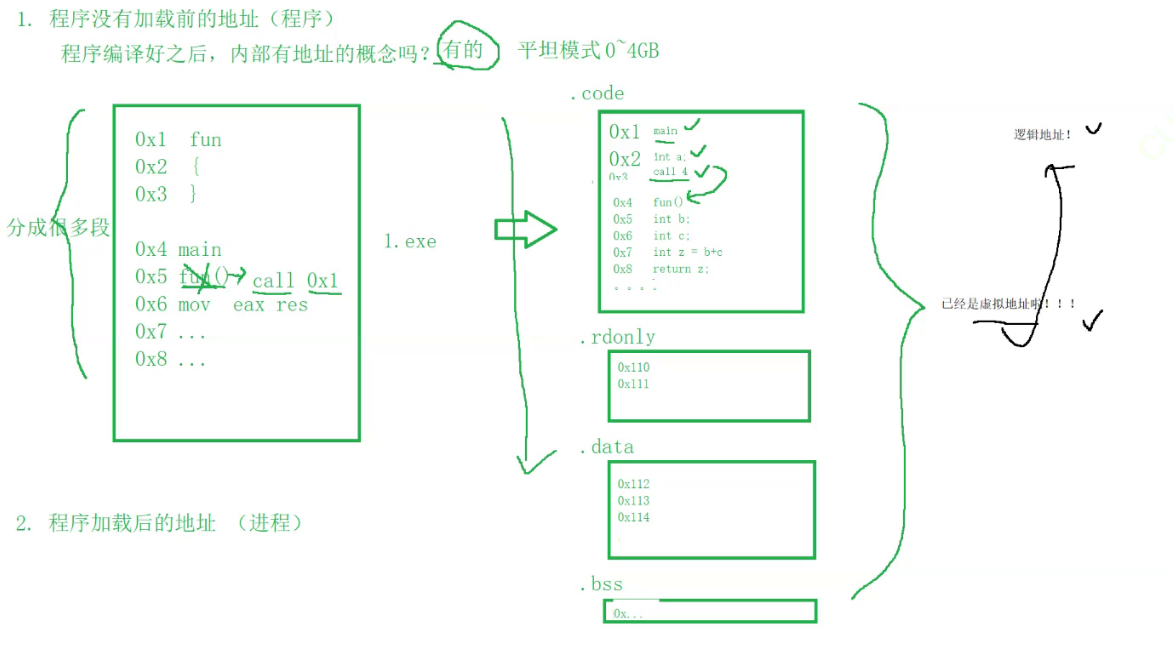 1. 程序没有加载前的地址（程序）
程序编译好之后，内部有地址的概念吗？有的 平坦模式0~4GB
分成很多段
0x1 fun
0x2 {
0x3 }
0x4 main
0x5 fun() call 0x1
0x6 mov eax res
0x7 ...
0x8 ...
1.exe
.code
0x1 main
0x2 int a;
0x3 call 4
0x4 fun()
0x5 int b;
0x6 int c;
0x7 int z = b+c
0x8 return z;
。。。。
.rdonly
0x110
0x111
.data
0x112
0x113
0x114
.bss
0x...
逻辑地址！
已经是虚拟地址啦！！！
2. 程序加载后的地址 （进程）